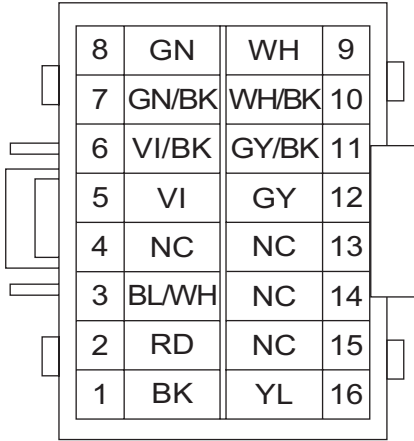 8 GN WH 9
7 GN/BK WH/BK 10
6 VI/BK GY/BK 11
5 VI GY 12
4 NC NC 13
3 BL/WH NC 14
2 RD NC 15
1 BK YL 16